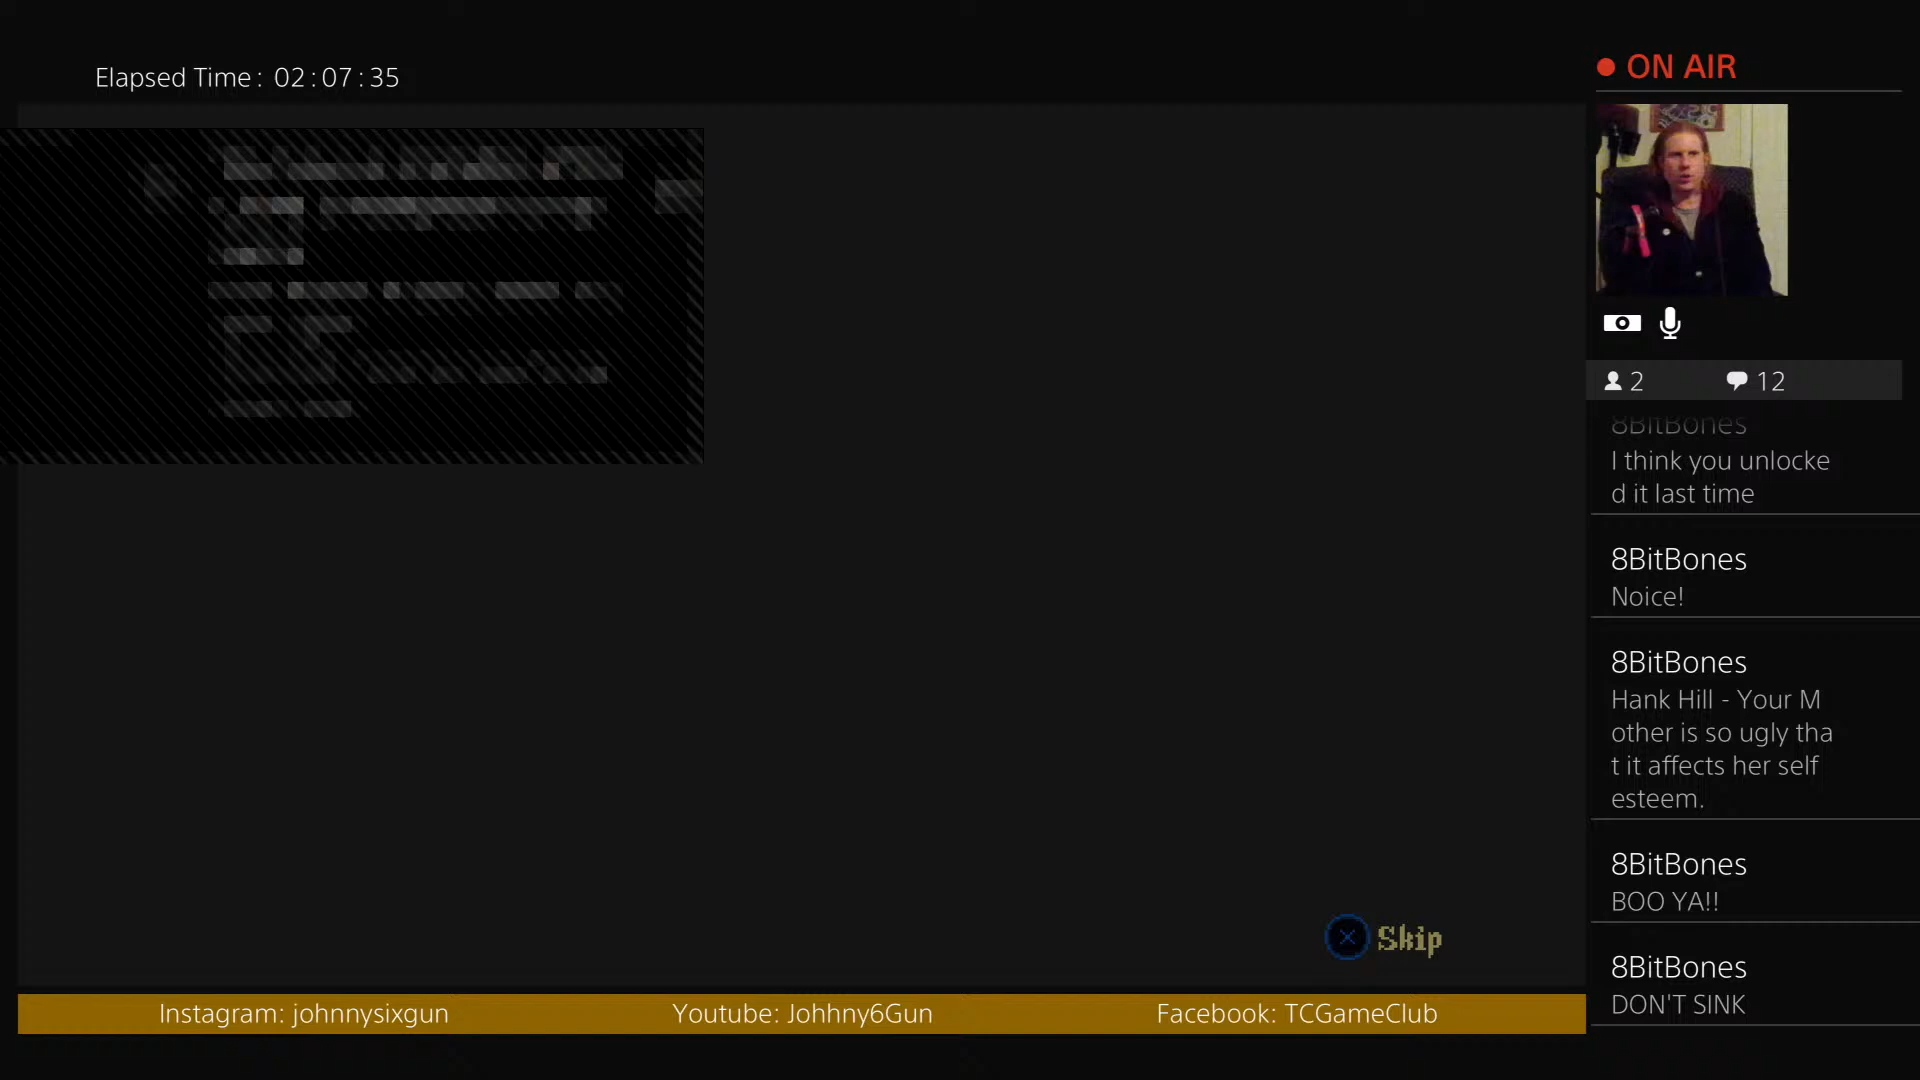 Elapsed Time: 02:07:35
ON AIR
2
12
8BitBones
I think you unlocke
d it last time
8BitBones
Noice!
8BitBones
Hank Hill - Your M
other is so ugly tha
t it affects her self
esteem.
8BitBones
BOO YA!!
8BitBones
DON'T SINK
Skip
Instagram: johnnysixgun
Youtube: Johhny6Gun
Facebook: TCGameClub